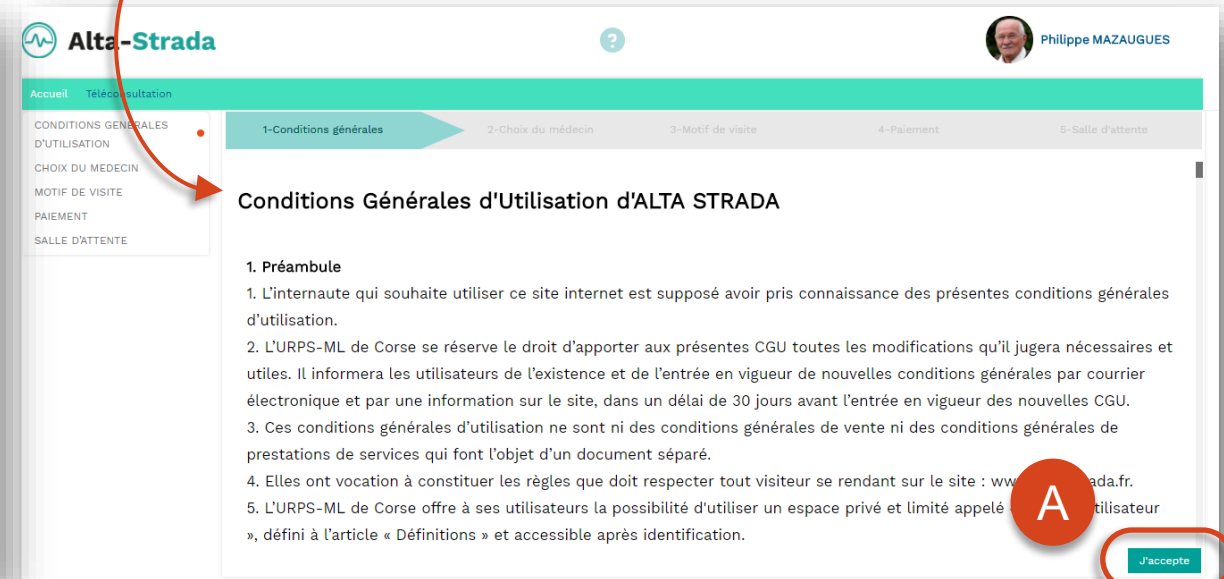 Alta-Strada
?
Philippe MAZAUGUES
Accueil Téléconsultation
CONDITIONS GENERALES
D'UTILISATION
CHOIX DU MEDECIN
MOTIF DE VISITE
PAIEMENT
SALLE D'ATTENTE
1-Conditions générales 2-Choix du médecin 3-Motif de visite 4-Paiement 5-Salle d'attente
Conditions Générales d'Utilisation d'ALTA STRADA
1. Préambule
1. L'internaute qui souhaite utiliser ce site internet est supposé avoir pris connaissance des présentes conditions générales
d'utilisation.
2. L'URPS-ML de Corse se réserve le droit d'apporter aux présentes CGU toutes les modifications qu'il jugera nécessaires et
utiles. Il informera les utilisateurs de l'existence et de l'entrée en vigueur de nouvelles conditions générales par courrier
électronique et par une information sur le site, dans un délai de 30 jours avant l'entrée en vigueur des nouvelles CGU.
3. Ces conditions générales d'utilisation ne sont ni des conditions générales de vente ni des conditions générales de
prestations de services qui font l'objet d'un document séparé.
4. Elles ont vocation à constituer les règles que doit respecter tout visiteur se rendant sur le site :
5. L'URPS-ML de Corse offre à ses utilisateurs la possibilité d'utiliser un espace privé et limité appelé
», défini à l'article « Définitions » et accessible après identification.
A
J'accepte